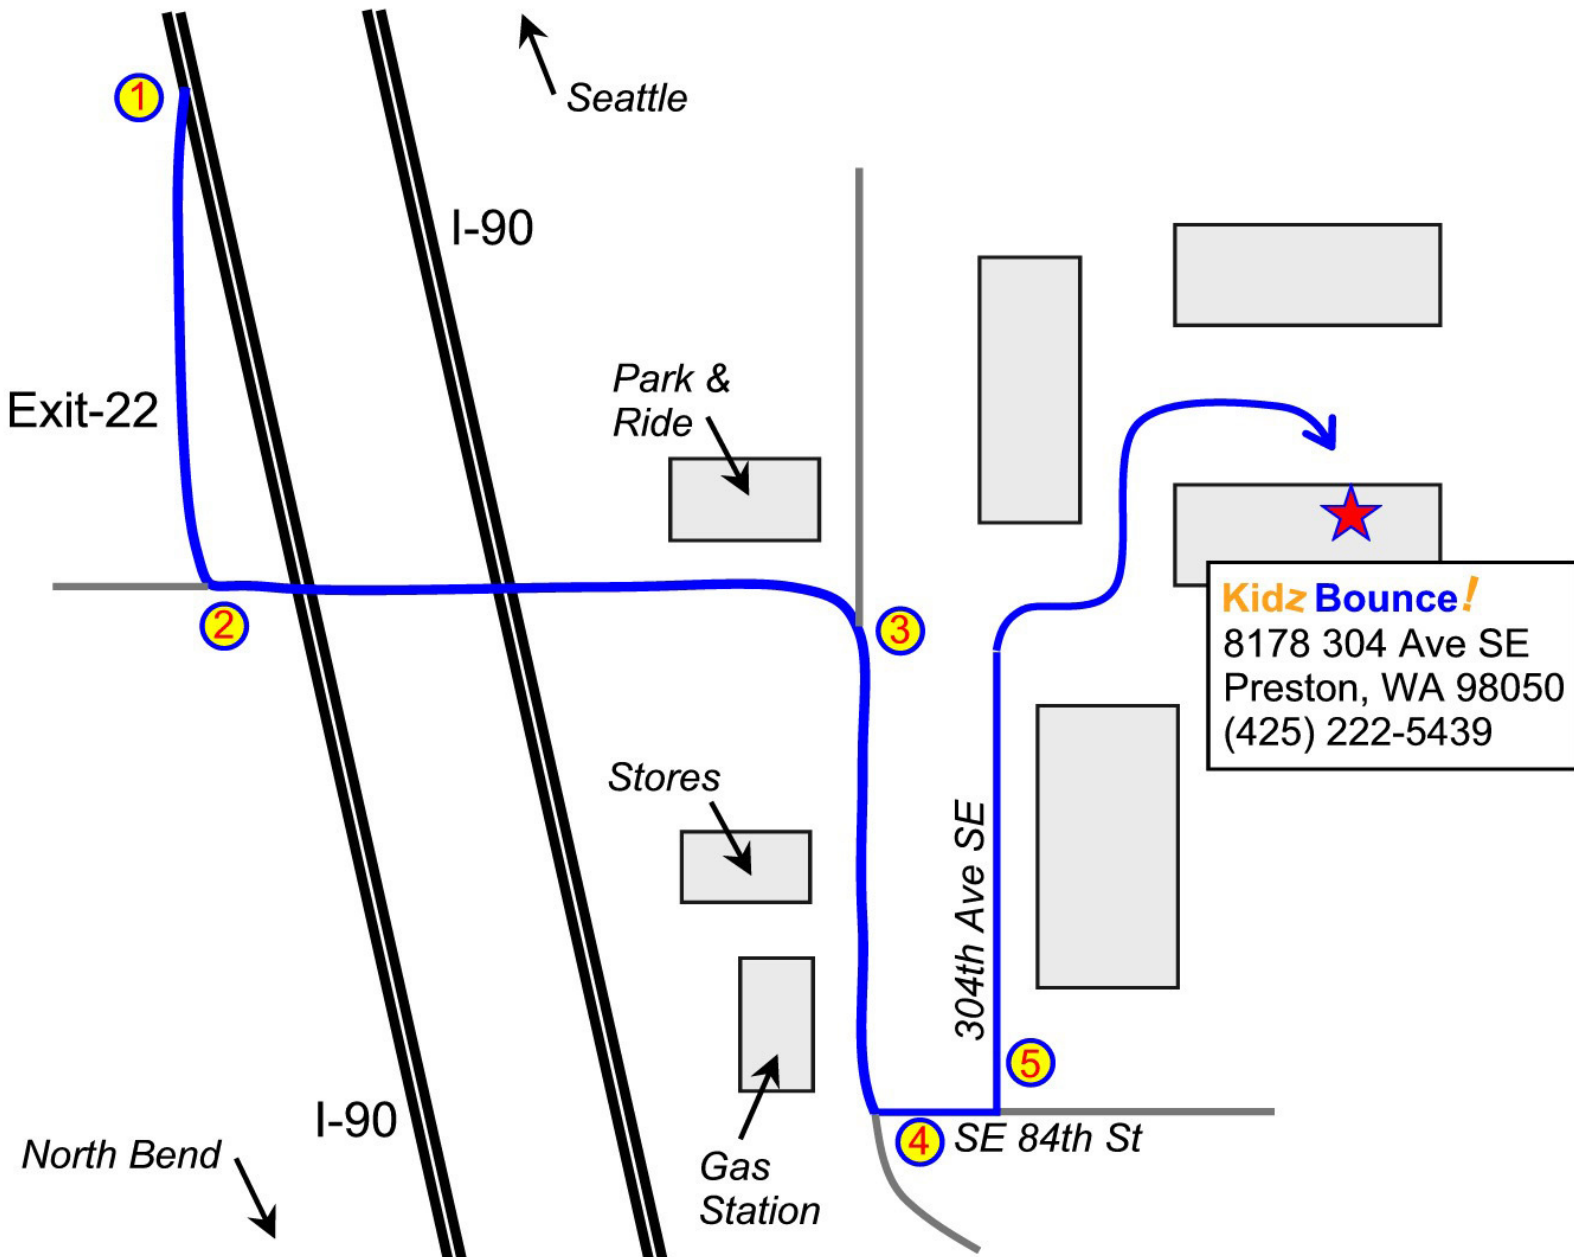 1
Seattle
I-90
Park &
Ride
Exit-22
2
3
Kidz Bounce!
8178 304 Ave SE
Preston, WA 98050
(425) 222-5439
Stores
304th Ave SE
5
I-90
4
SE 84th St
North Bend
Gas
Station